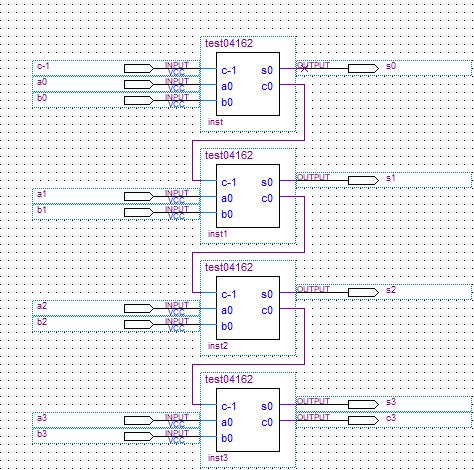 test04162
c-1 INPUT VCC c-1 s0 OUTPUT s0
a0 INPUT VCC a0 c0
b0 INPUT VCC b0
inst
test04162
c-1 s0 OUTPUT s1
a1 INPUT VCC a0 c0
b1 INPUT VCC b0
inst1
test04162
c-1 s0 OUTPUT s2
a2 INPUT VCC a0 c0
b2 INPUT VCC b0
inst2
test04162
c-1 s0 OUTPUT s3
a3 INPUT VCC a0 c0 OUTPUT c3
b3 INPUT VCC b0
inst3